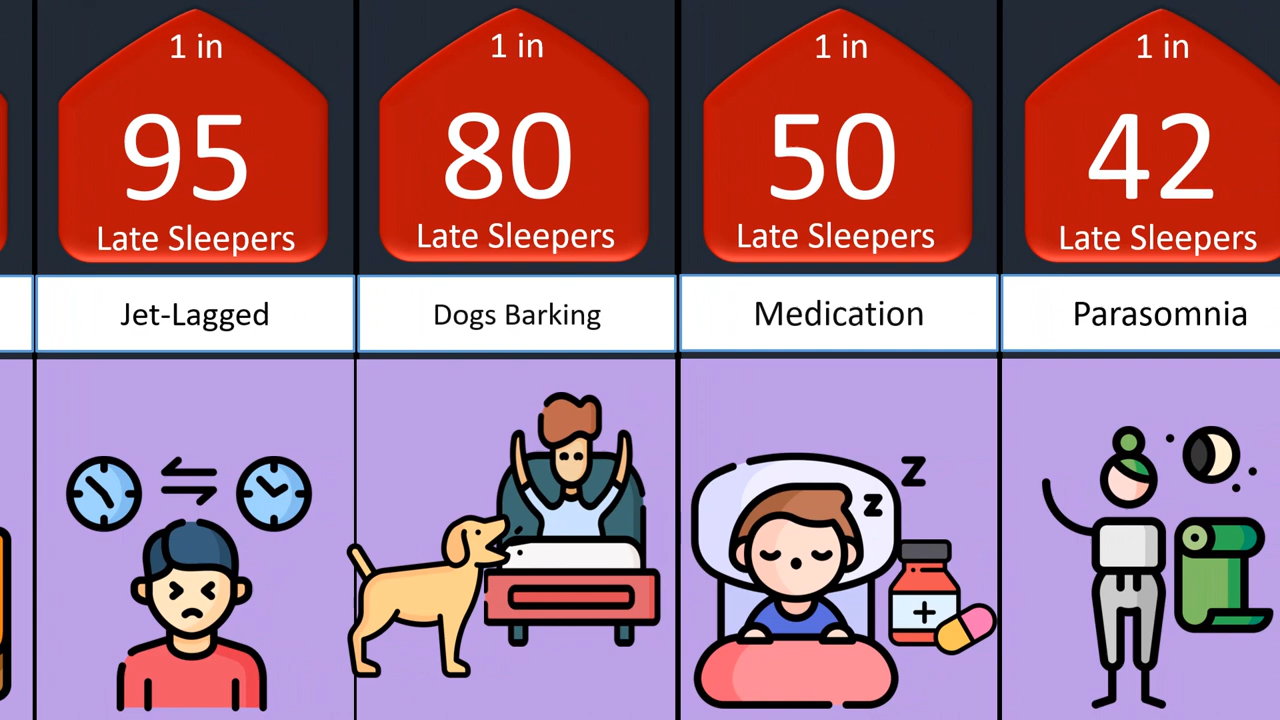 1 in
95
Late Sleepers
Jet-Lagged
1 in
80
Late Sleepers
Dogs Barking
1 in
50
Late Sleepers
Medication
z
Z
1 in
42
Late Sleepers
Parasomnia